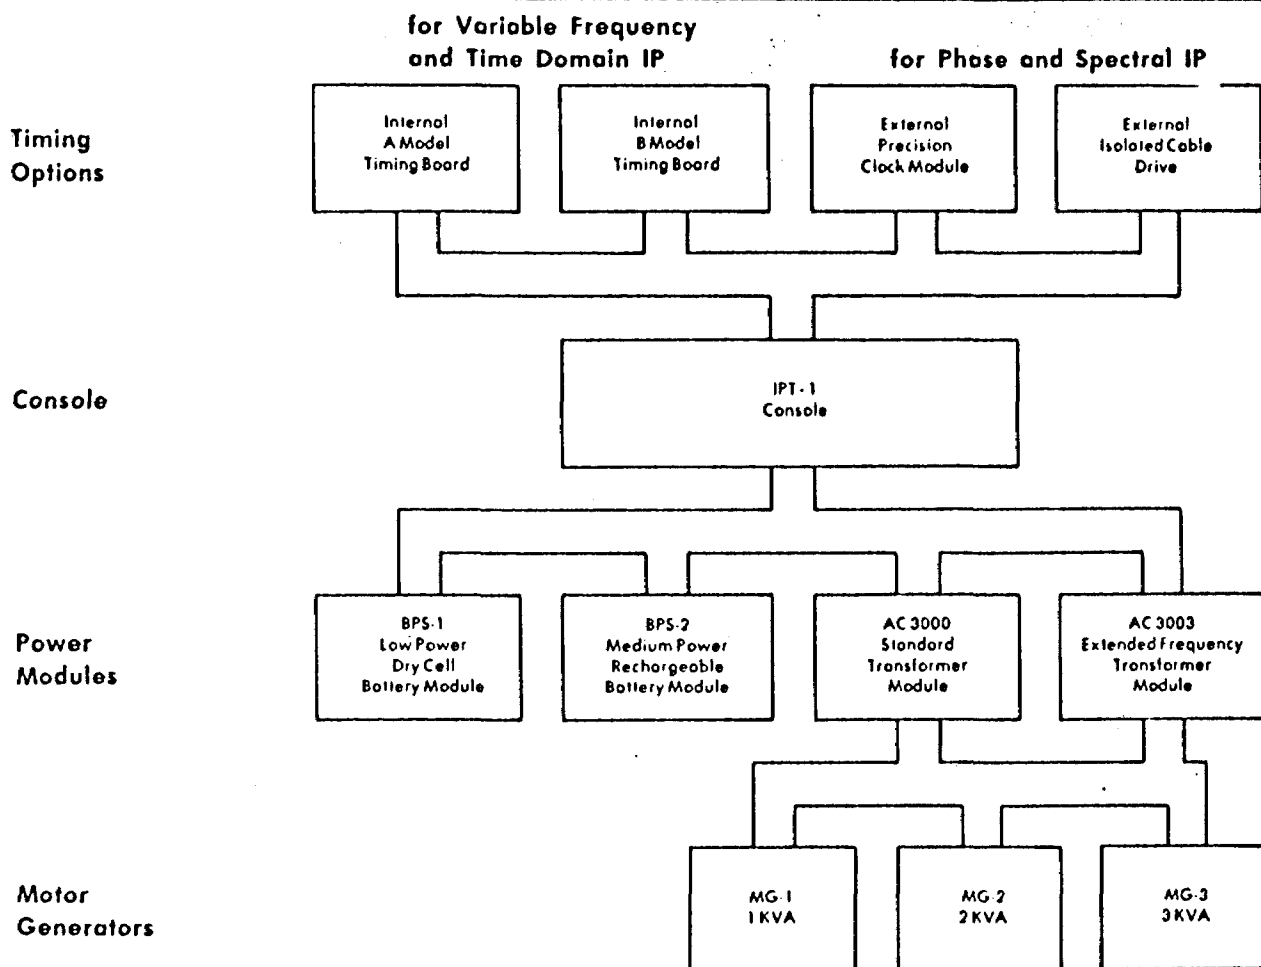 for Variable Frequency
and Time Domain IP
for Phase and Spectral IP
Timing
Options
Internal
A Model
Timing Board
Internal
B Model
Timing Board
External
Precision
Clock Module
External
Isolated Cable
Drive
Console
IPT-1
Console
Power
Modules
BPS-1
Low Power
Dry Cell
Battery Module
BPS-2
Medium Power
Rechargeable
Battery Module
AC 3000
Standard
Transformer
Module
AC 3003
Extended Frequency
Transformer
Module
Motor
Generators
MG-1
1 KVA
MG-2
2 KVA
MG-3
3 KVA